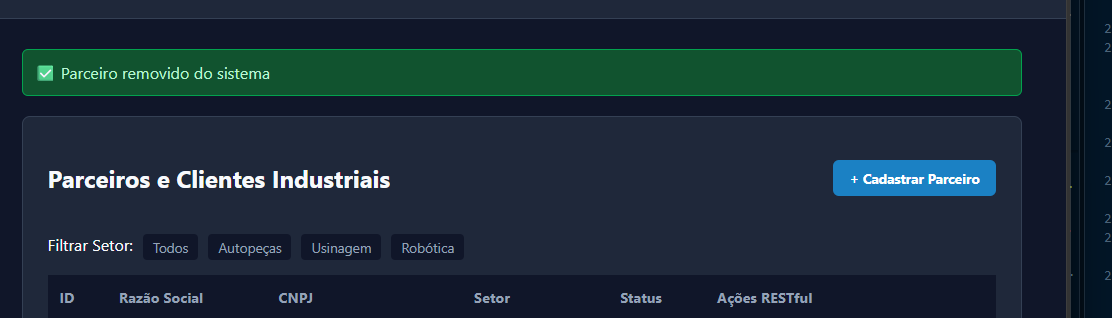 ✅ Parceiro removido do sistema
Parceiros e Clientes Industriais
+ Cadastrar Parceiro
Filtrar Setor: Todos Autopeças Usinagem Robótica
ID Razão Social CNPJ Setor Status Ações RESTful